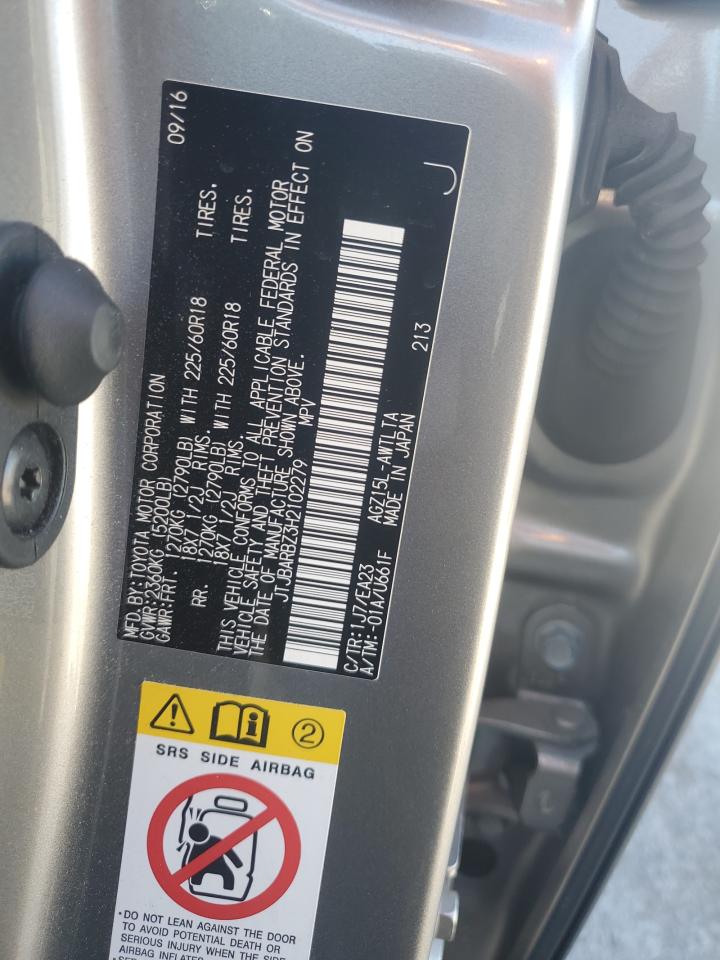 MFD. BY: TOYOTA MOTOR CORPORATION 09/16
GVWR: 2360KG (5200LB)
GAWR: FRT. 1270KG (2790LB) WITH 225/60R18 TIRES.
18X7 1/2J RIMS.
RR. 1270KG (2790LB) WITH 225/60R18 TIRES.
18X7 1/2J RIMS.
THIS VEHICLE CONFORMS TO ALL APPLICABLE FEDERAL MOTOR
VEHICLE SAFETY AND THEFT PREVENTION STANDARDS IN EFFECT ON
THE DATE OF MANUFACTURE SHOWN ABOVE.
JTJBARBZ3H2102279 MPV
J
C/TR: 1J7/EA23 AGZ15L-AWTLTA 213
A/TM: -01A/U661F MADE IN JAPAN
2
SRS SIDE AIRBAG
• DO NOT LEAN AGAINST THE DOOR
TO AVOID POTENTIAL DEATH OR
SERIOUS INJURY WHEN THE SIDE
AIRBAG INFLATES